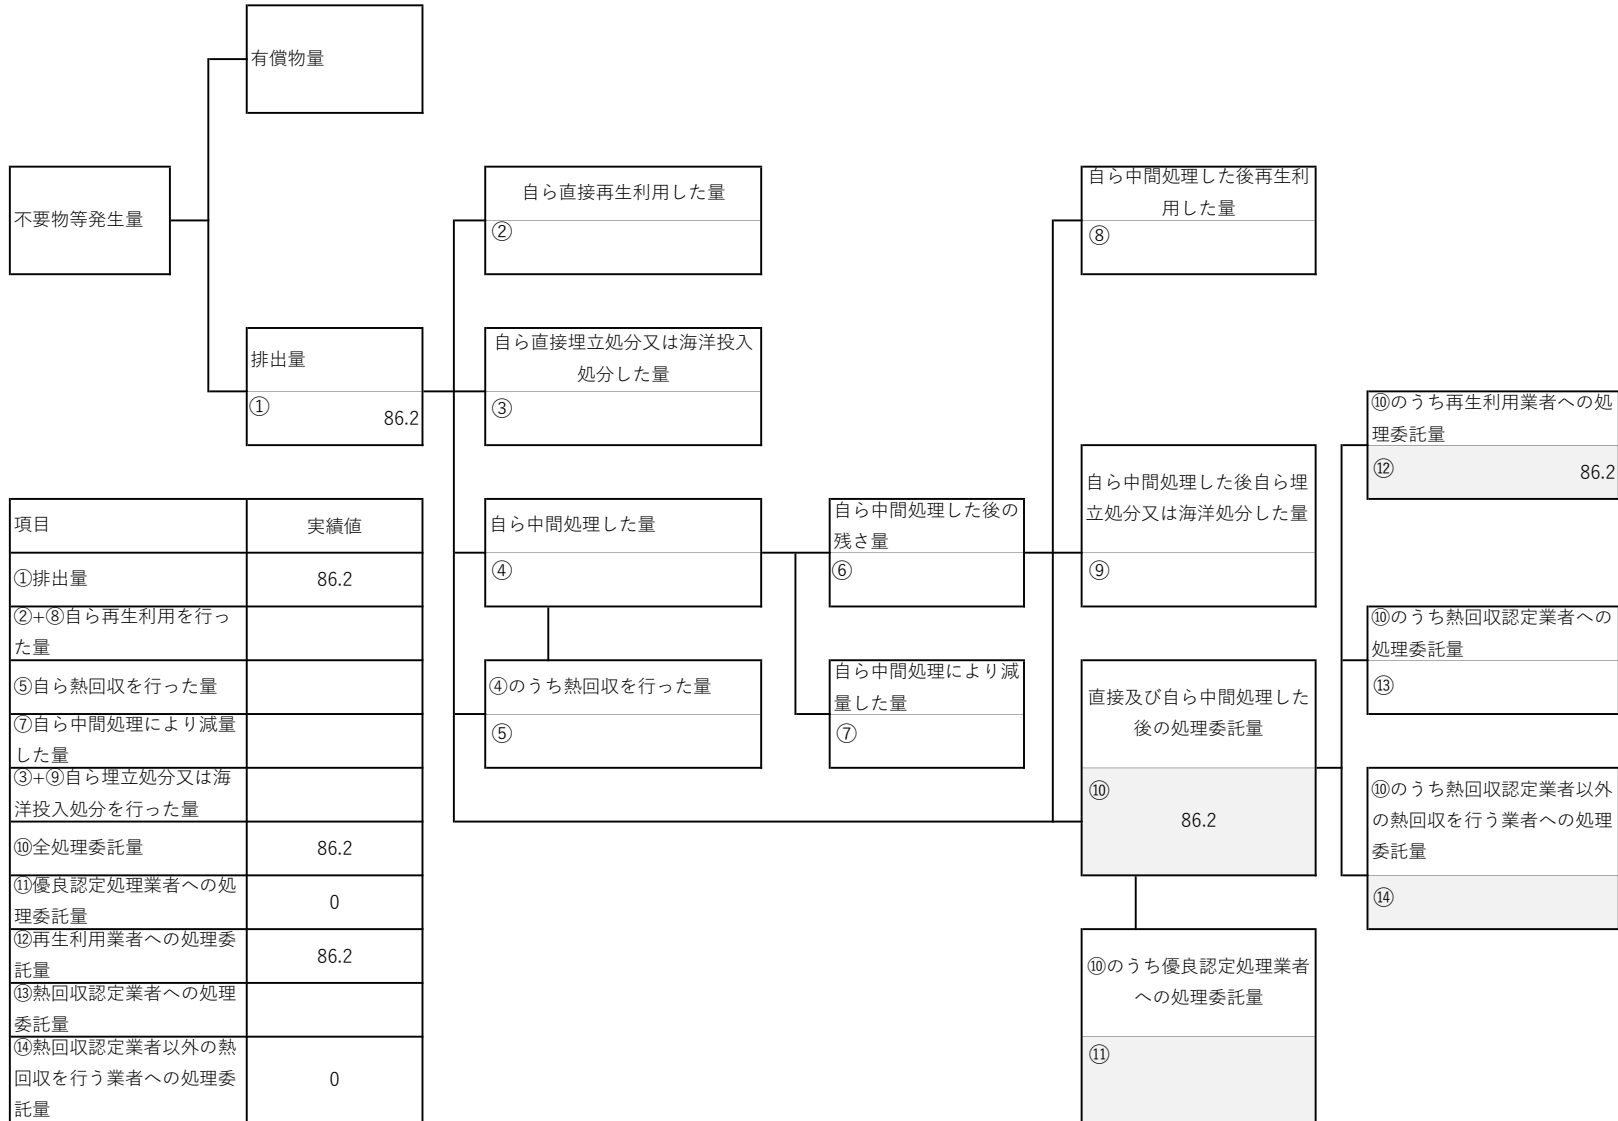 有償物量
不要物等発生量
自ら直接再生利用した量
②
自ら中間処理した後再生利
用した量
⑧
排出量
①
86.2
自ら直接埋立処分又は海洋投入
処分した量
③
⑩のうち再生利用業者への処
理委託量
⑫
86.2
自ら中間処理した量
④
自ら中間処理した後の
残さ量
⑥
自ら中間処理した後自ら埋
立処分又は海洋処分した量
⑨
⑩のうち熱回収認定業者への
処理委託量
⑬
④のうち熱回収を行った量
⑤
自ら中間処理により減
量した量
⑦
直接及び自ら中間処理した
後の処理委託量
⑩
86.2
⑩のうち熱回収認定業者以外
の熱回収を行う業者への処理
委託量
⑭
⑩のうち優良認定処理業者
への処理委託量
⑪
項目
実績値
①排出量
86.2
②+⑧自ら再生利用を行っ
た量
⑤自ら熱回収を行った量
⑦自ら中間処理により減量
した量
③+⑨自ら埋立処分又は海
洋投入処分を行った量
⑩全処理委託量
86.2
⑪優良認定処理業者への処
理委託量
0
⑫再生利用業者への処理委
託量
86.2
⑬熱回収認定業者への処理
委託量
⑭熱回収認定業者以外の熱
回収を行う業者への処理委
託量
0